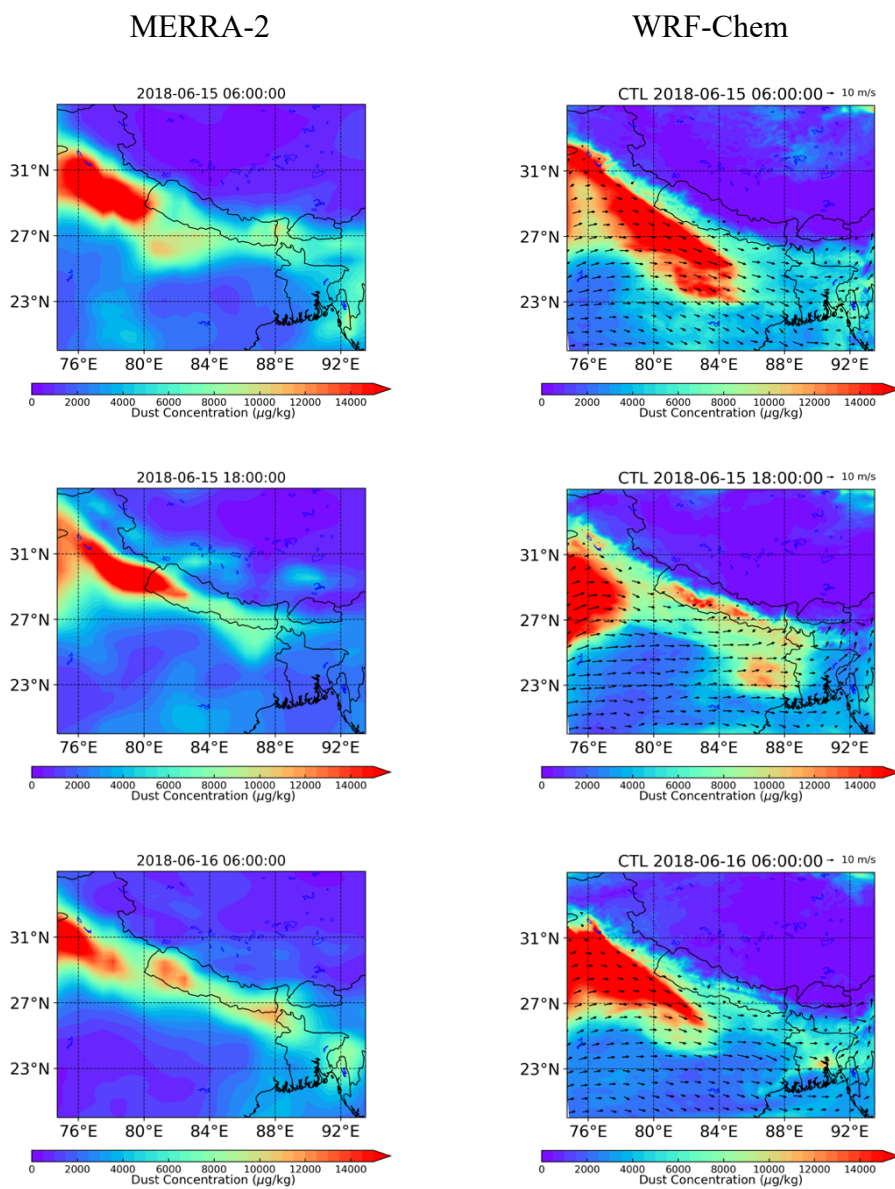 MERRA-2 WRF-Chem
2018-06-15 06:00:00
31°N
27°N
23°N
76°E 80°E 84°E 88°E 92°E
0 2000 4000 6000 8000 10000 12000 14000
Dust Concentration (μg/kg)
CTL 2018-06-15 06:00:00 10 m/s
31°N
27°N
23°N
76°E 80°E 84°E 88°E 92°E
0 2000 4000 6000 8000 10000 12000 14000
Dust Concentration (μg/kg)
2018-06-15 18:00:00
31°N
27°N
23°N
76°E 80°E 84°E 88°E 92°E
0 2000 4000 6000 8000 10000 12000 14000
Dust Concentration (μg/kg)
CTL 2018-06-15 18:00:00 10 m/s
31°N
27°N
23°N
76°E 80°E 84°E 88°E 92°E
0 2000 4000 6000 8000 10000 12000 14000
Dust Concentration (μg/kg)
2018-06-16 06:00:00
31°N
27°N
23°N
76°E 80°E 84°E 88°E 92°E
0 2000 4000 6000 8000 10000 12000 14000
Dust Concentration (μg/kg)
CTL 2018-06-16 06:00:00 10 m/s
31°N
27°N
23°N
76°E 80°E 84°E 88°E 92°E
0 2000 4000 6000 8000 10000 12000 14000
Dust Concentration (μg/kg)